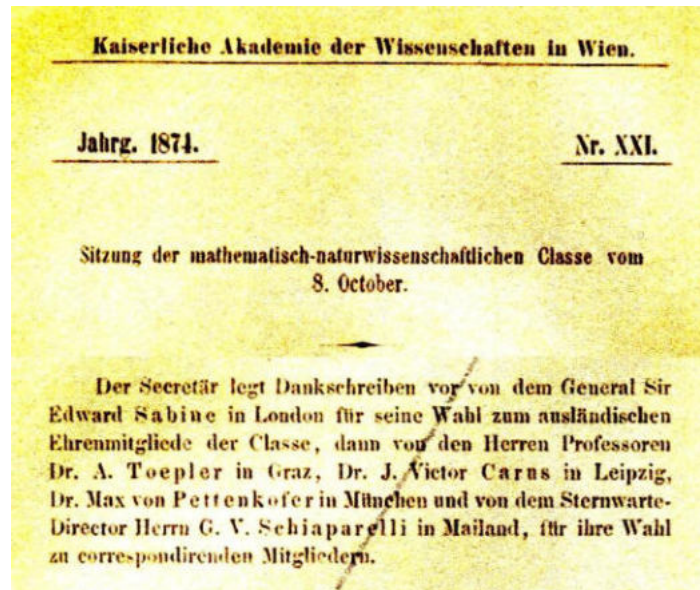 Kaiserliche Akademie der Wissenschaften in Wien.
Jahrg. 1874.
Nr. XXI.
Sitzung der mathematisch-naturwissenschaftlichen Classe vom
8. October.
Der Secretär legt Dankschreiben vor von dem General Sir
Edward Sabine in London für seine Wahl zum ausländischen
Ehrenmitgliede der Classe, dann von den Herren Professoren
Dr. A. Toepler in Graz, Dr. J. Victor Carus in Leipzig,
Dr. Max von Pettenkofer in München und von dem Sternwarte-
Director Herrn G. V. Schiaparelli in Mailand, für ihre Wahl
zu correspondirenden Mitgliedern.